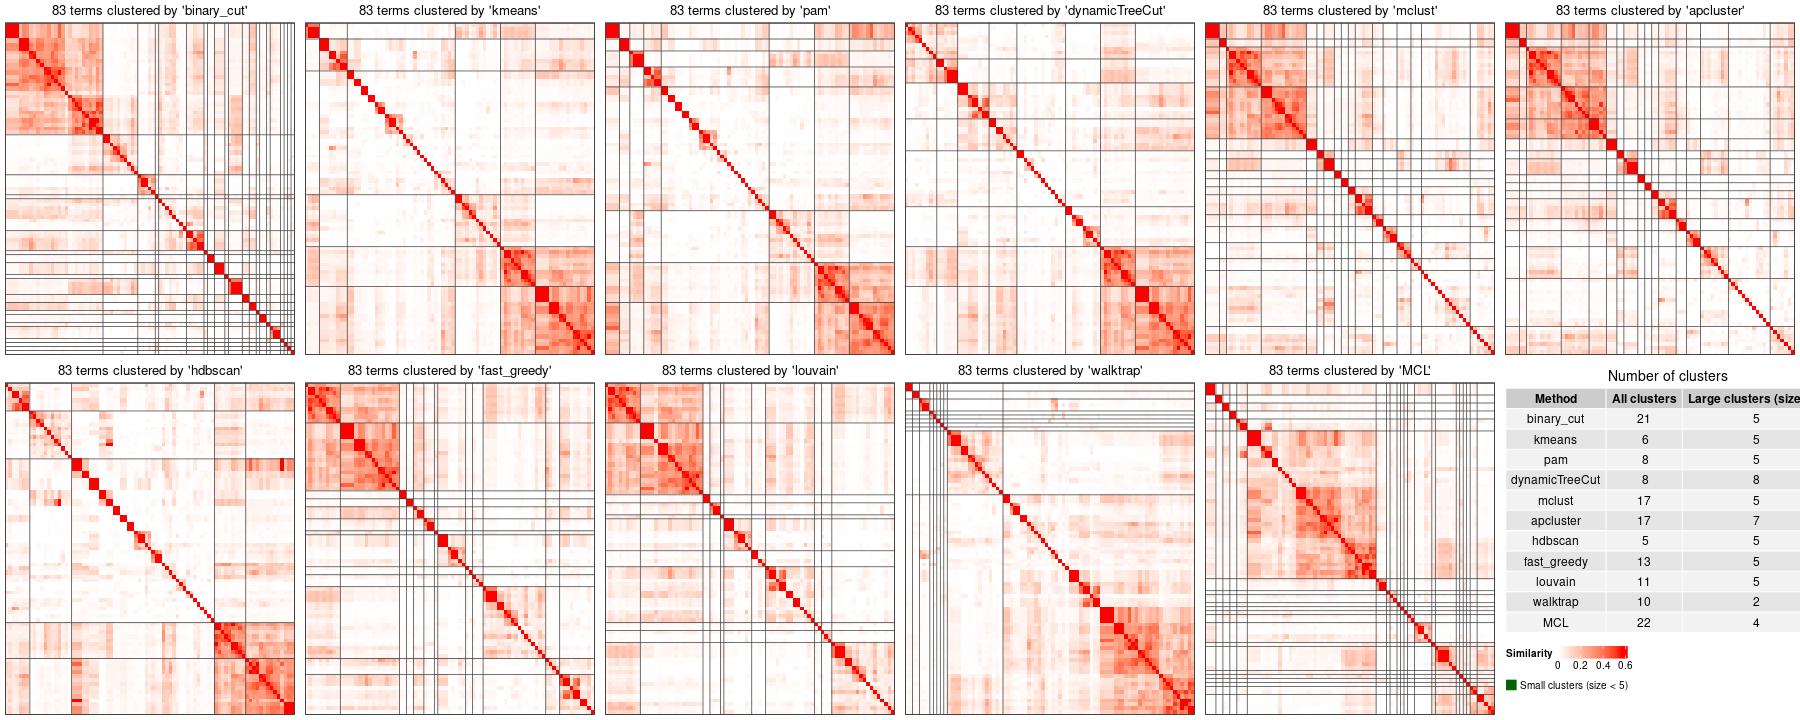 83 terms clustered by 'binary_cut'
83 terms clustered by 'kmeans'
83 terms clustered by 'pam'
83 terms clustered by 'dynamicTreeCut'
83 terms clustered by 'mclust'
83 terms clustered by 'apcluster'
83 terms clustered by 'hdbscan'
83 terms clustered by 'fast_greedy'
83 terms clustered by 'louvain'
83 terms clustered by 'walktrap'
83 terms clustered by 'MCL'
Number of clusters
Method All clusters Large clusters (size
binary_cut 21 5
kmeans 6 5
pam 8 5
dynamicTreeCut 8 8
mclust 17 5
apcluster 17 7
hdbscan 5 5
fast_greedy 13 5
louvain 11 5
walktrap 10 2
MCL 22 4
Similarity
0 0.2 0.4 0.6
Small clusters (size < 5)